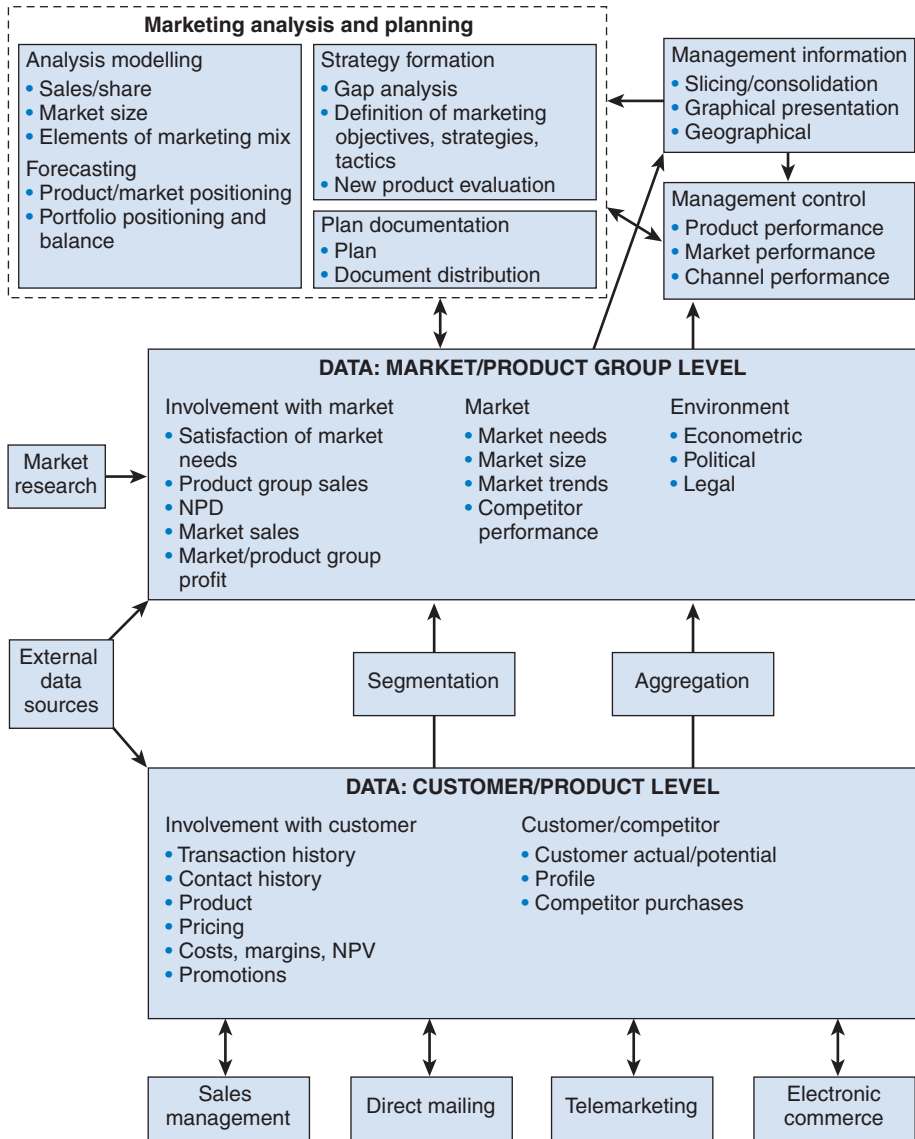 Marketing analysis and planning
Analysis modelling
• Sales/share
• Market size
• Elements of marketing mix
Forecasting
• Product/market positioning
• Portfolio positioning and
balance
Strategy formation
• Gap analysis
• Definition of marketing
objectives, strategies,
tactics
• New product evaluation
Plan documentation
• Plan
• Document distribution
Management information
• Slicing/consolidation
• Graphical presentation
• Geographical
Management control
• Product performance
• Market performance
• Channel performance
DATA: MARKET/PRODUCT GROUP LEVEL
Involvement with market
• Satisfaction of market
needs
• Product group sales
• NPD
• Market sales
• Market/product group
profit
Market
• Market needs
• Market size
• Market trends
• Competitor
performance
Environment
• Econometric
• Political
• Legal
Market
research
External
data
sources
Segmentation
Aggregation
DATA: CUSTOMER/PRODUCT LEVEL
Involvement with customer
• Transaction history
• Contact history
• Product
• Pricing
• Costs, margins, NPV
• Promotions
Customer/competitor
• Customer actual/potential
• Profile
• Competitor purchases
Sales
management
Direct mailing
Telemarketing
Electronic
commerce